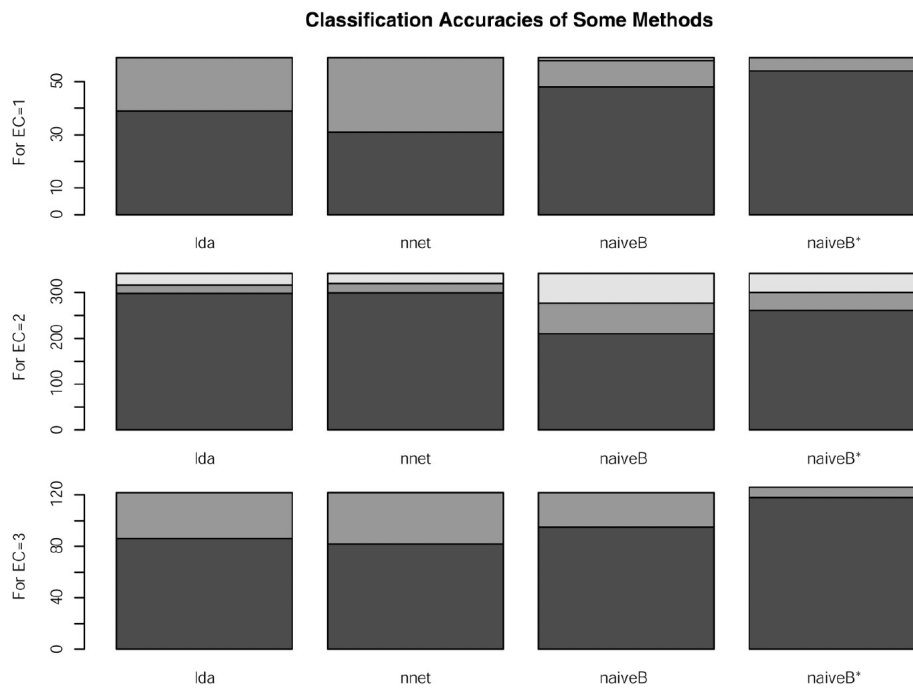 Classification Accuracies of Some Methods
For EC=1
50
30
10
0
lda nnet naiveB naiveB*
For EC=2
300
200
100
0
lda nnet naiveB naiveB*
For EC=3
120
80
40
0
lda nnet naiveB naiveB*